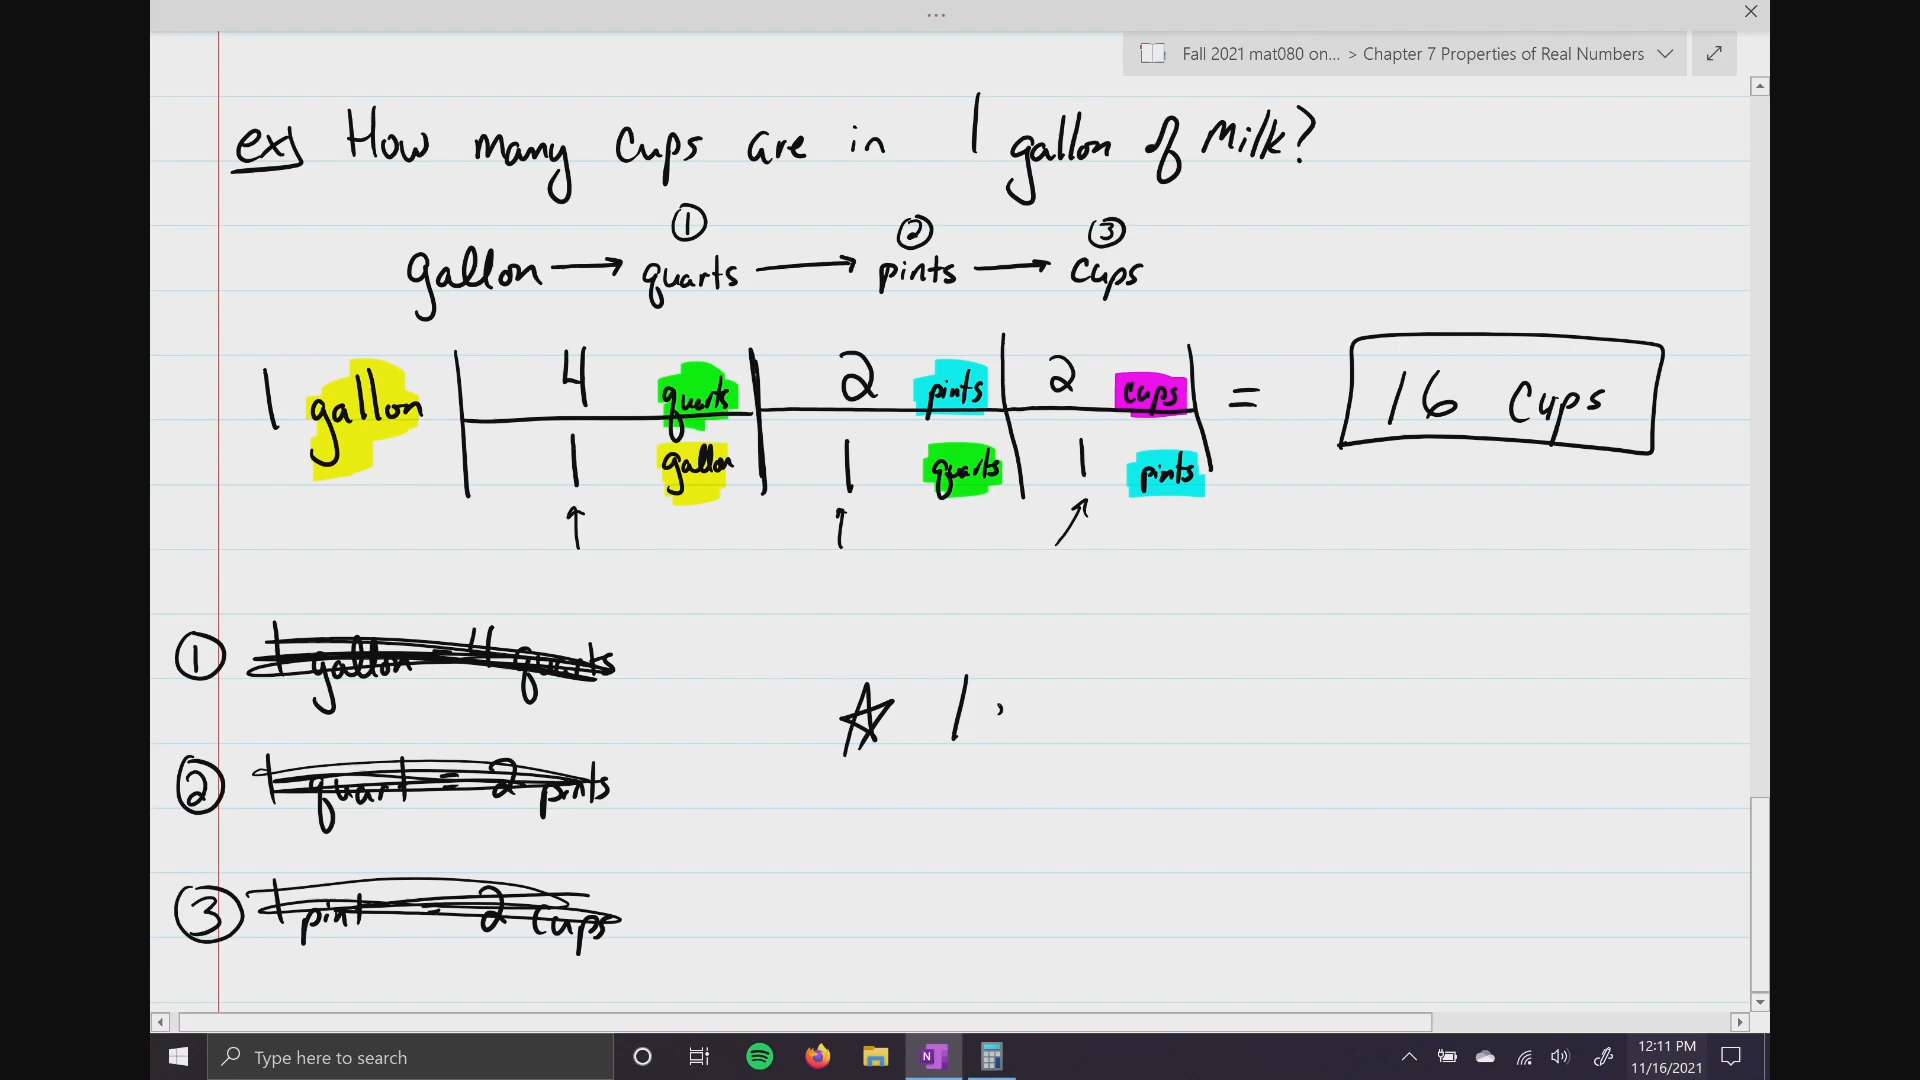 ...
Fall 2021 mat080 on... > Chapter 7 Properties of Real Numbers
ex) How many cups are in 1 gallon of milk?
① ② ③
gallon → quarts → pints → cups
1 gallon | 4 quarts | 2 pints | 2 cups | = 16 cups
1 gallon | 1 quarts | 1 pints
① 1 gallon = 4 quarts
☆ 1
② 1 quart = 2 pints
③ 1 pint = 2 cups
Type here to search
12:11 PM
11/16/2021